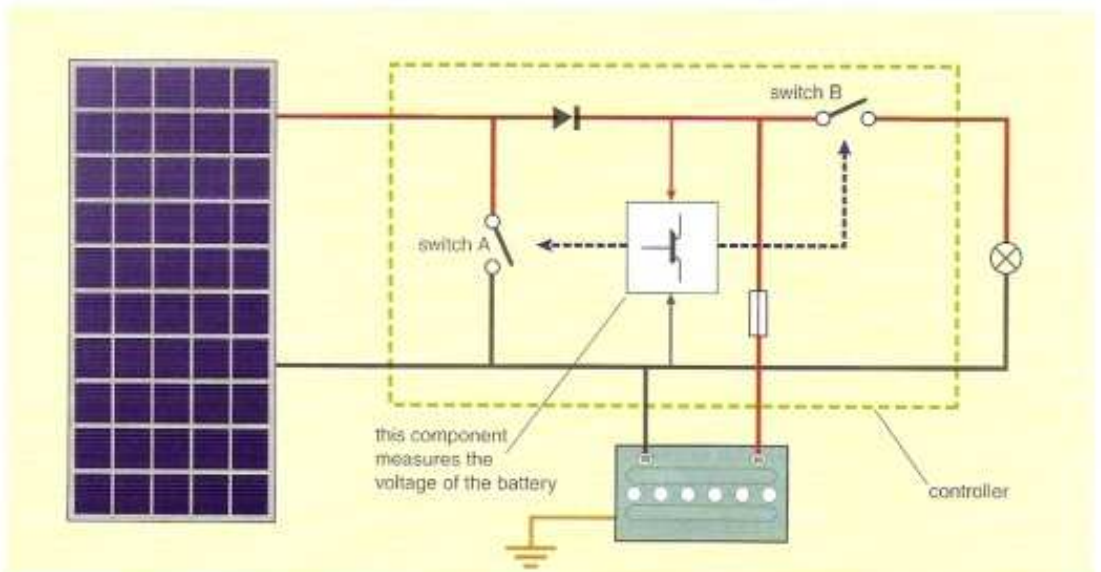 switch B
switch A
this component
measures the
voltage of the battery
controller